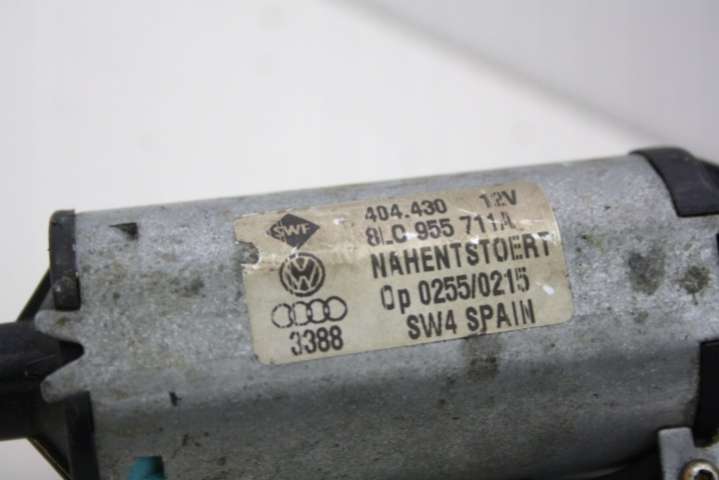 SWF 404.430 12V
8L0 955 711A
NAHENTSTOERT
Op 0255/0215
3388 SW4 SPAIN